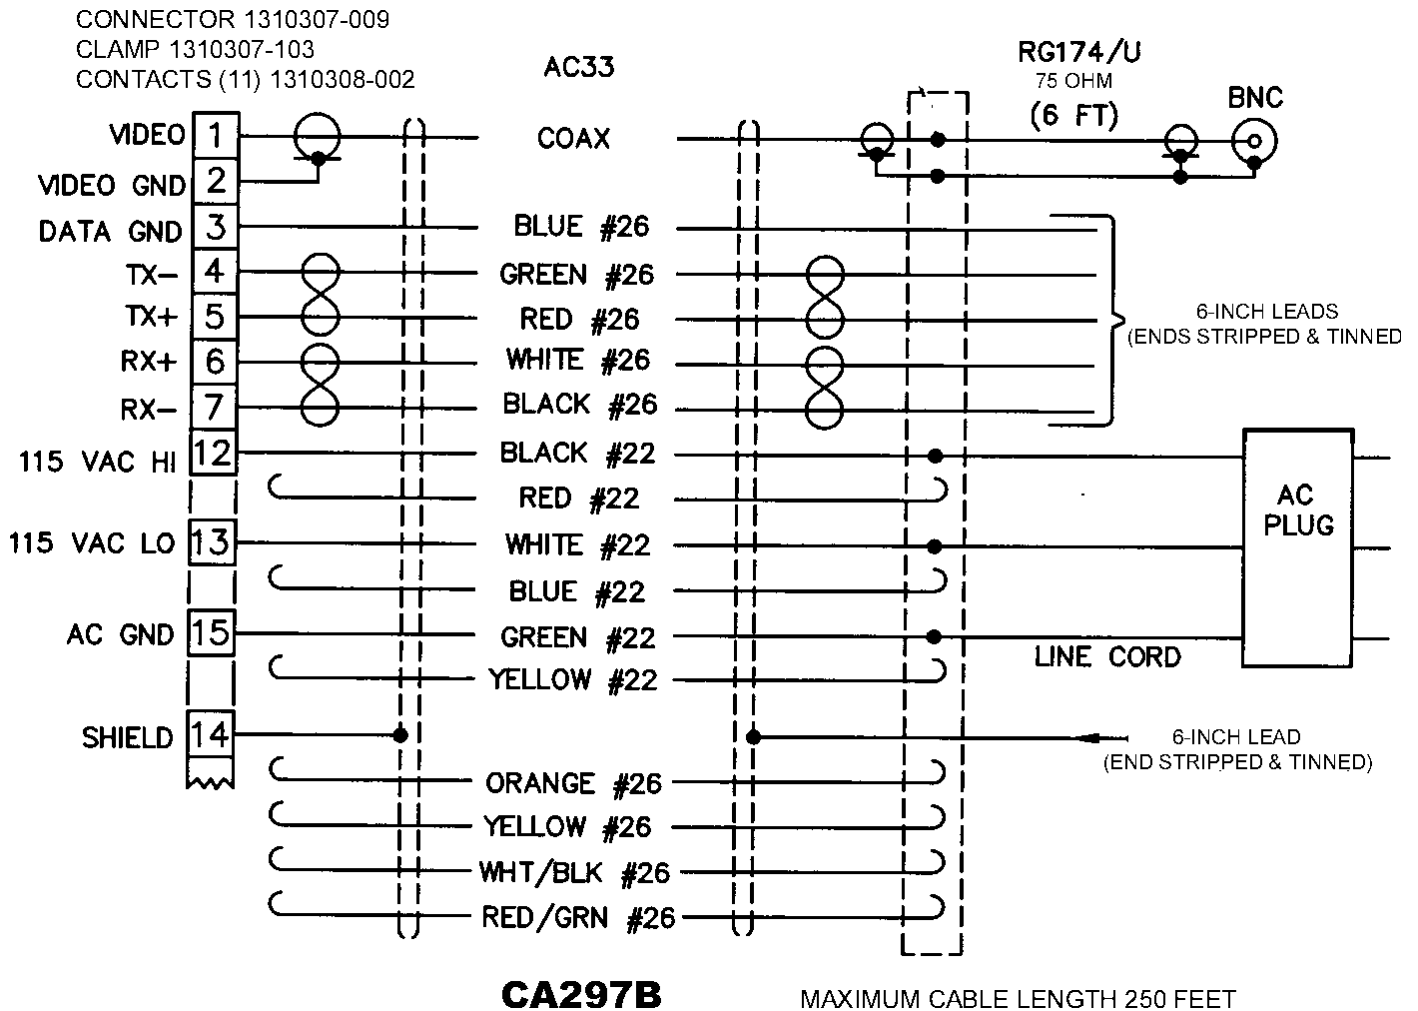 CONNECTOR 1310307-009
CLAMP 1310307-103
CONTACTS (11) 1310308-002
AC33
RG174/U
75 OHM
(6 FT)
BNC
VIDEO 1 COAX
VIDEO GND 2
DATA GND 3 BLUE #26
TX- 4 GREEN #26
TX+ 5 RED #26
6-INCH LEADS
(ENDS STRIPPED & TINNED
RX+ 6 WHITE #26
RX- 7 BLACK #26
115 VAC HI 12 BLACK #22
RED #22
AC
PLUG
115 VAC LO 13 WHITE #22
BLUE #22
AC GND 15 GREEN #22
LINE CORD
YELLOW #22
SHIELD 14
6-INCH LEAD
(END STRIPPED & TINNED)
ORANGE #26
YELLOW #26
WHT/BLK #26
RED/GRN #26
CA297B
MAXIMUM CABLE LENGTH 250 FEET